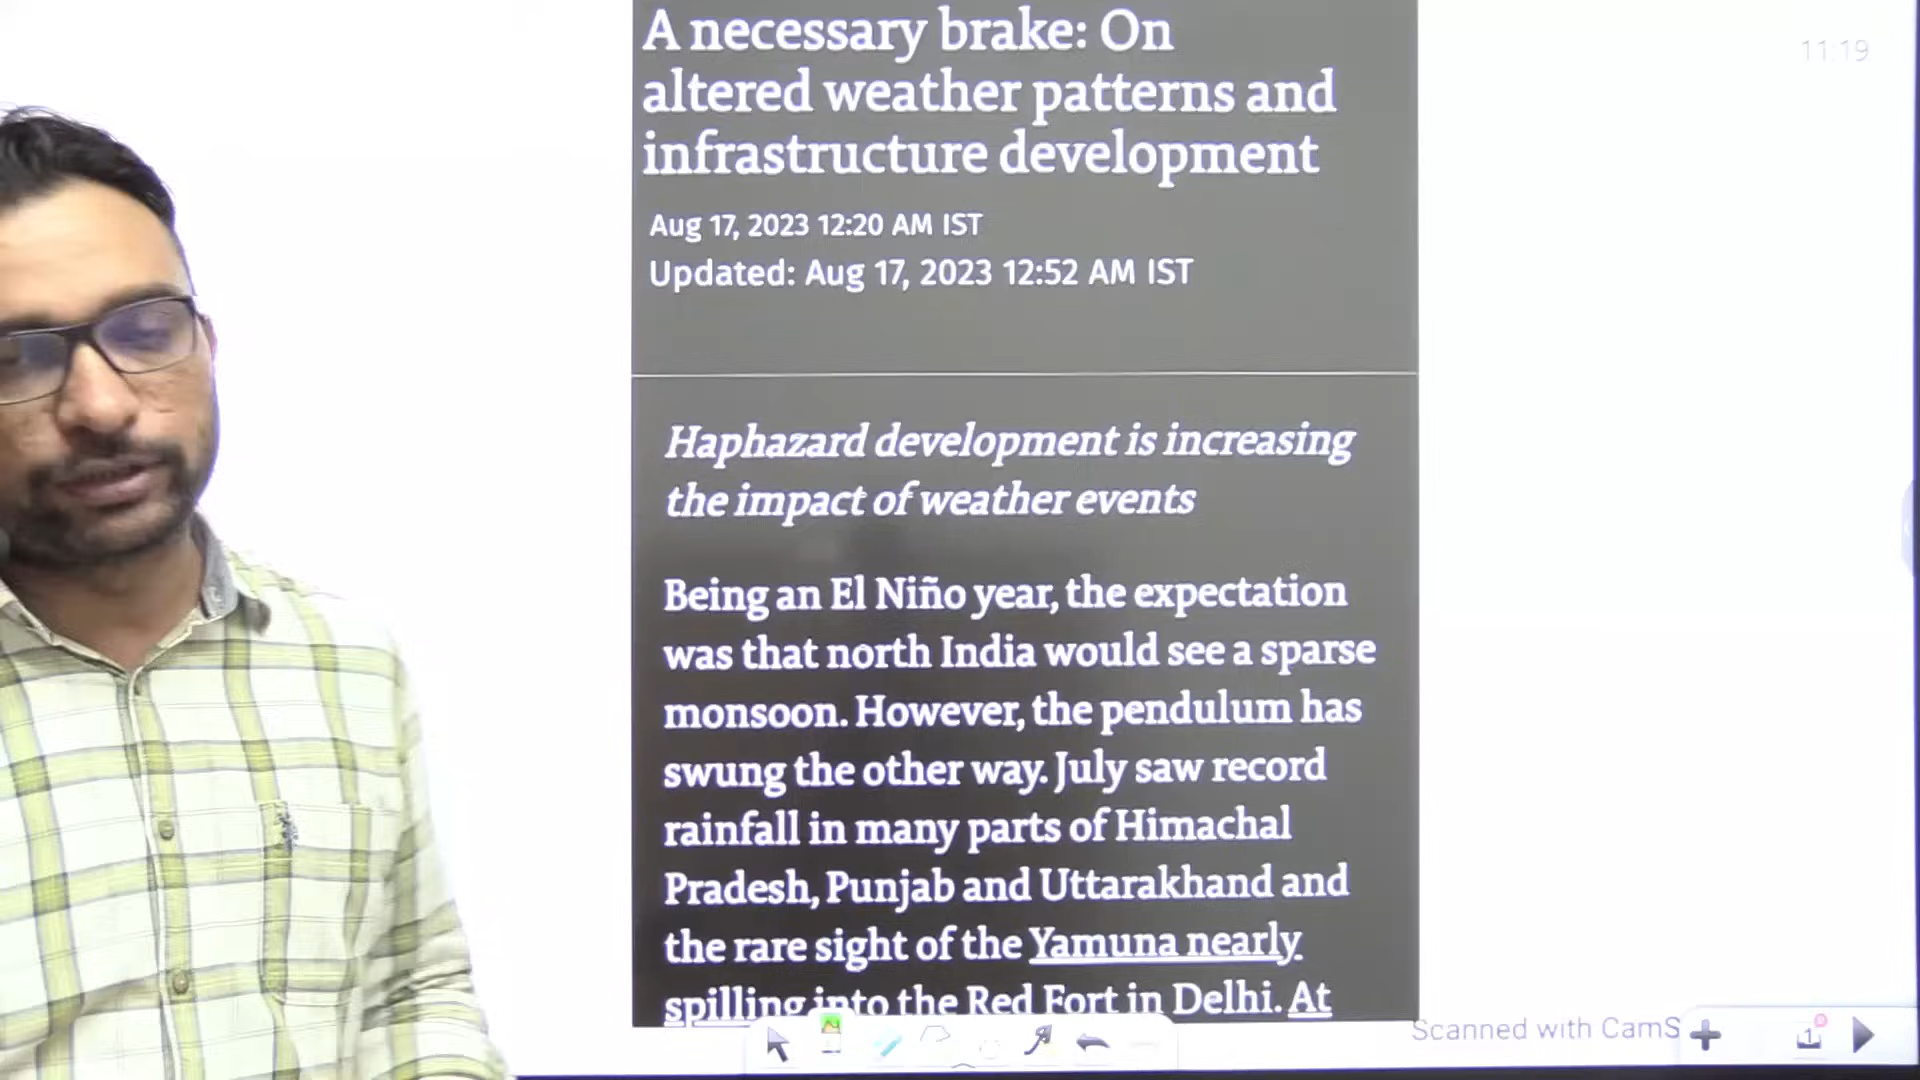 A necessary brake: On
altered weather patterns and
infrastructure development
11:19
Aug 17, 2023 12:20 AM IST
Updated: Aug 17, 2023 12:52 AM IST
Haphazard development is increasing
the impact of weather events
Being an El Niño year, the expectation
was that north India would see a sparse
monsoon. However, the pendulum has
swung the other way. July saw record
rainfall in many parts of Himachal
Pradesh, Punjab and Uttarakhand and
the rare sight of the Yamuna nearly
spilling into the Red Fort in Delhi. At
Scanned with CamS
1